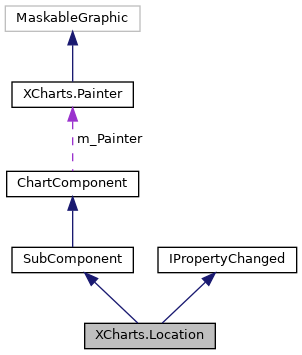 MaskableGraphic
XCharts.Painter
m_Painter
ChartComponent
SubComponent
IPropertyChanged
XCharts.Location